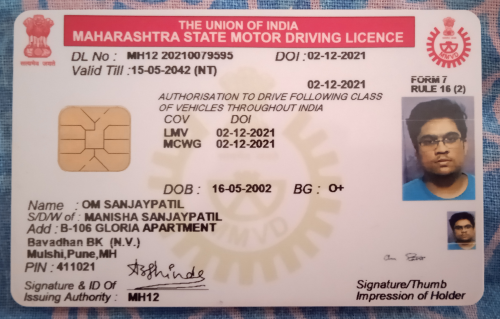 THE UNION OF INDIA
MAHARASHTRA STATE MOTOR DRIVING LICENCE
DL No : MH12 20210079595 DOI : 02-12-2021
Valid Till : 15-05-2042 (NT)
02-12-2021
FORM 7
RULE 16 (2)
AUTHORISATION TO DRIVE FOLLOWING CLASS
OF VEHICLES THROUGHOUT INDIA
COV DOI
LMV 02-12-2021
MCWG 02-12-2021
DOB : 16-05-2002 BG : O+
Name : OM SANJAYPATIL
S/D/W of : MANISHA SANJAYPATIL
Add : B-106 GLORIA APARTMENT
Bavadhan BK (N.V.)
Mulshi,Pune,MH
PIN : 411021
Signature & ID Of
Issuing Authority : MH12
Signature/Thumb
Impression of Holder
MMVD